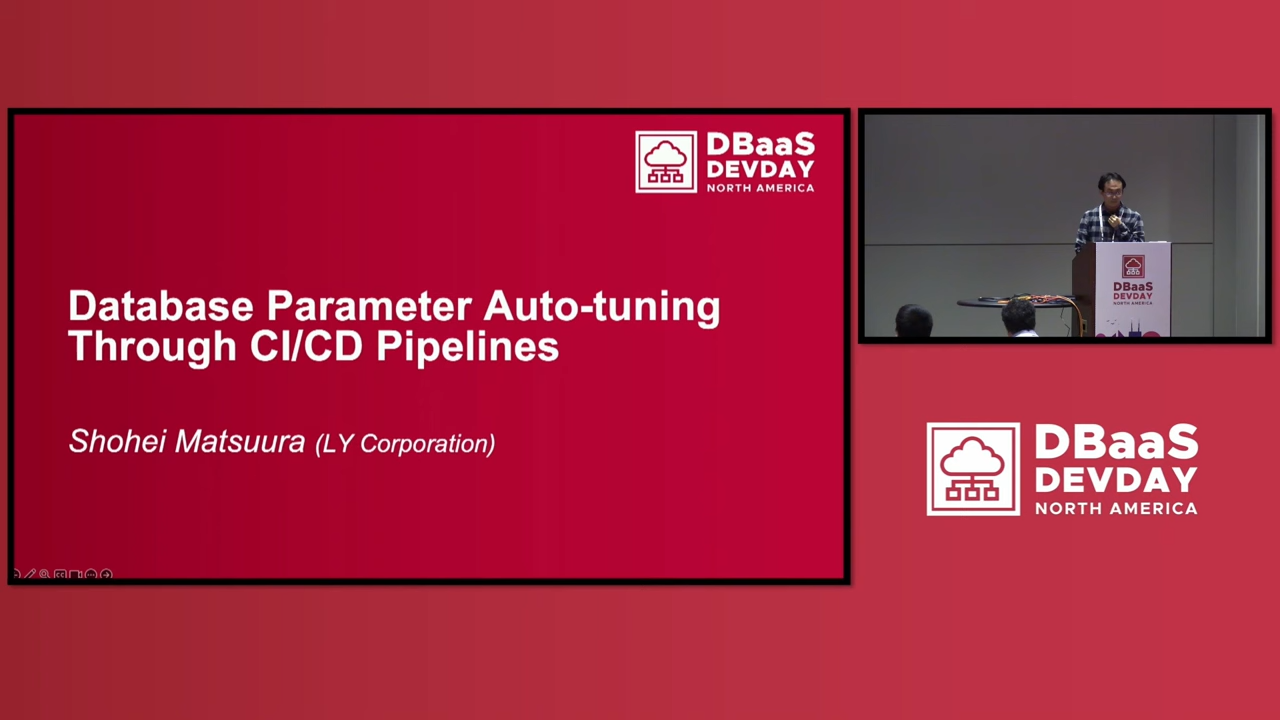 DBaaS
DEVDAY
NORTH AMERICA
Database Parameter Auto-tuning
Through CI/CD Pipelines
Shohei Matsuura (LY Corporation)
DBaaS
DEVDAY
NORTH AMERICA
DBaaS
DEVDAY
NORTH AMERICA